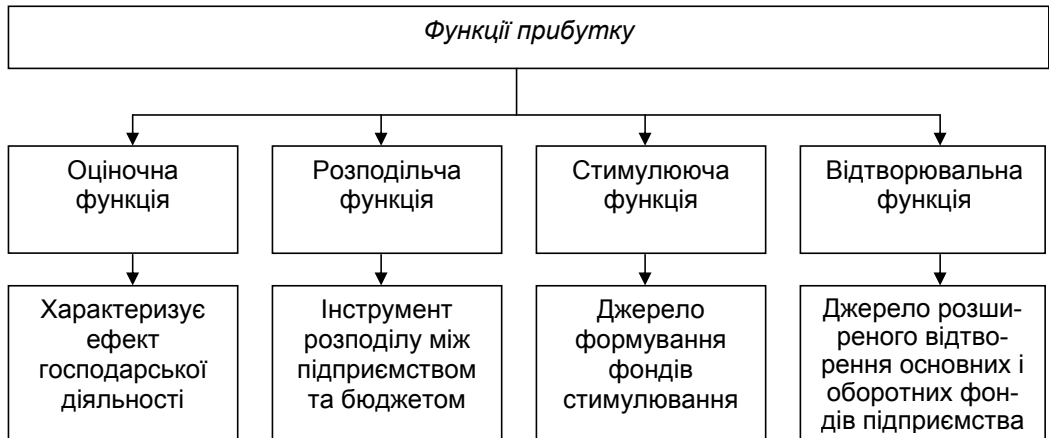 Функції прибутку
Оціночна
функція
Розподільча
функція
Стимулююча
функція
Відтворювальна
функція
Характеризує
ефект
господарської
діяльності
Інструмент
розподілу між
підприємством
та бюджетом
Джерело
формування
фондів
стимулювання
Джерело розши-
реного відтво-
рення основних і
оборотних фон-
дів підприємства